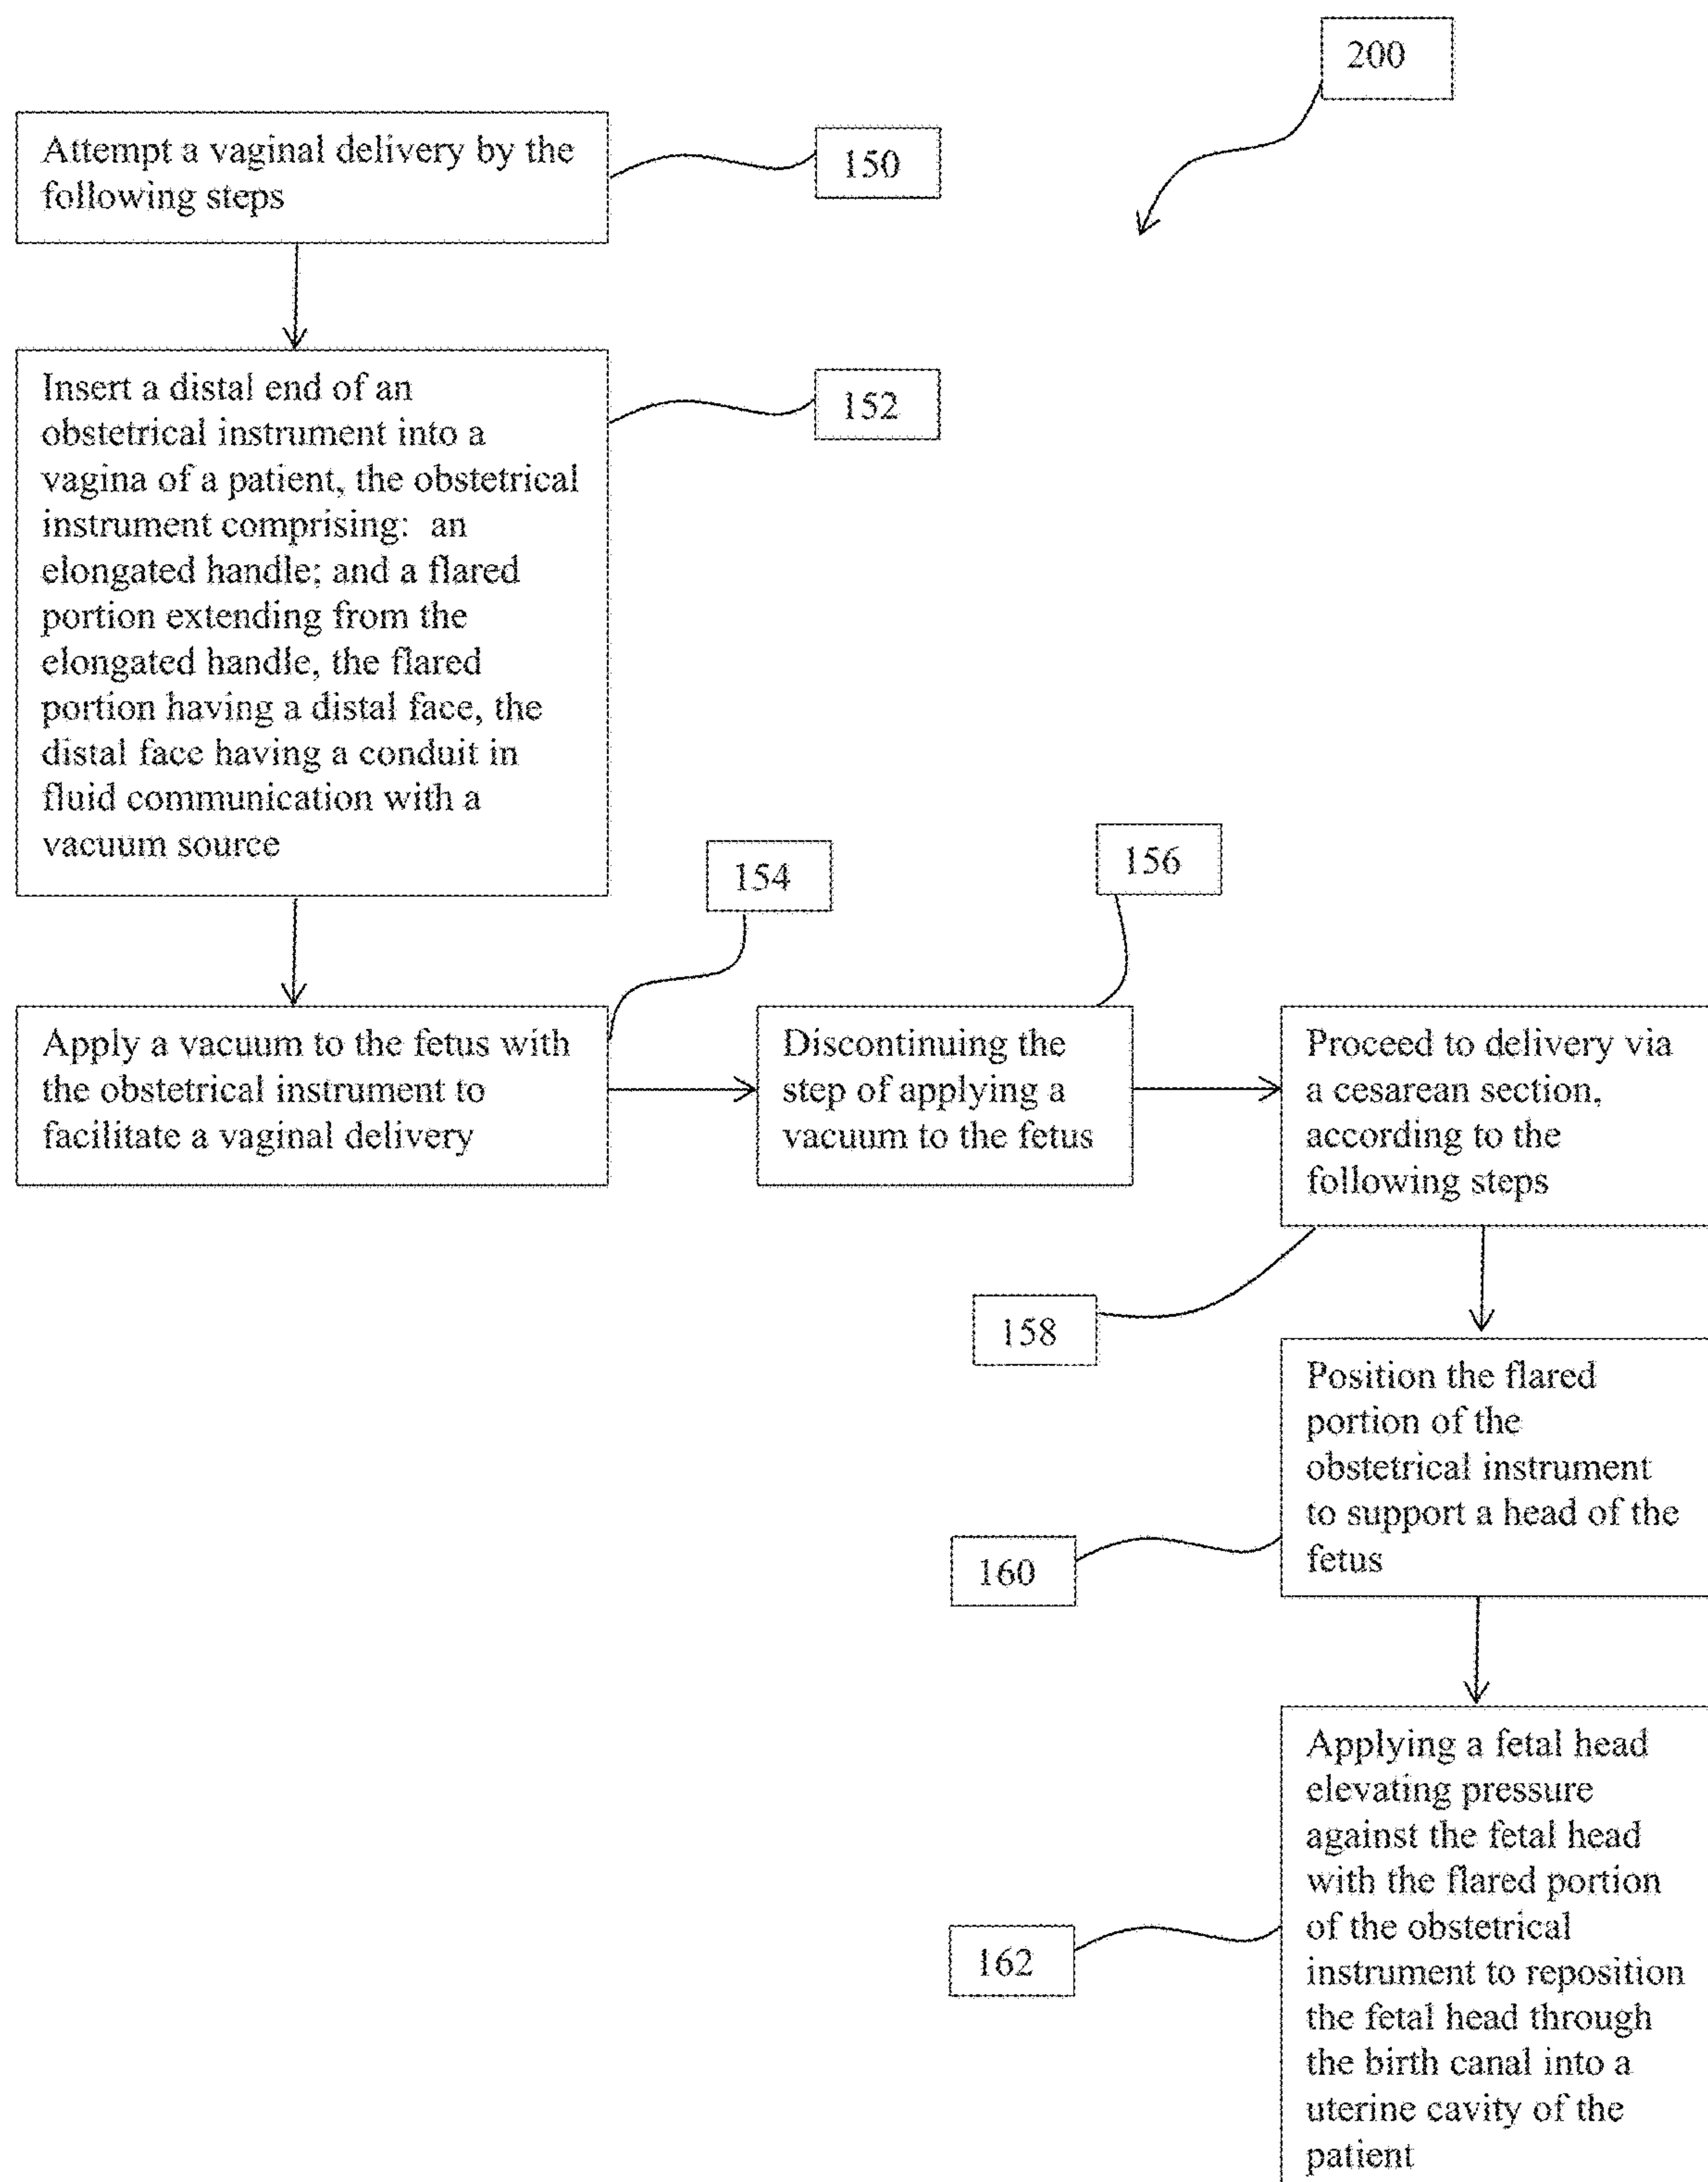 200
Attempt a vaginal delivery by the
following steps
150
Insert a distal end of an
obstetrical instrument into a
vagina of a patient, the obstetrical
instrument comprising:  an
elongated handle; and a flared
portion extending from the
elongated handle, the flared
portion having a distal face, the
distal face having a conduit in
fluid communication with a
vacuum source
152
154
156
Apply a vacuum to the fetus with
the obstetrical instrument to
facilitate a vaginal delivery
Discontinuing the
step of applying a
vacuum to the fetus
Proceed to delivery via
a cesarean section,
according to the
following steps
158
Position the flared
portion of the
obstetrical instrument
to support a head of the
fetus
160
Applying a fetal head
elevating pressure
against the fetal head
with the flared portion
of the obstetrical
instrument to reposition
the fetal head through
the birth canal into a
uterine cavity of the
patient
162